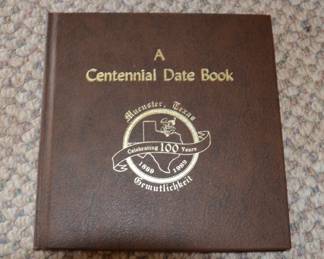 A
Centennial Date Book
Muenster, Texas
Celebrating 100 Years
1889 1989
Gemutlichkeit